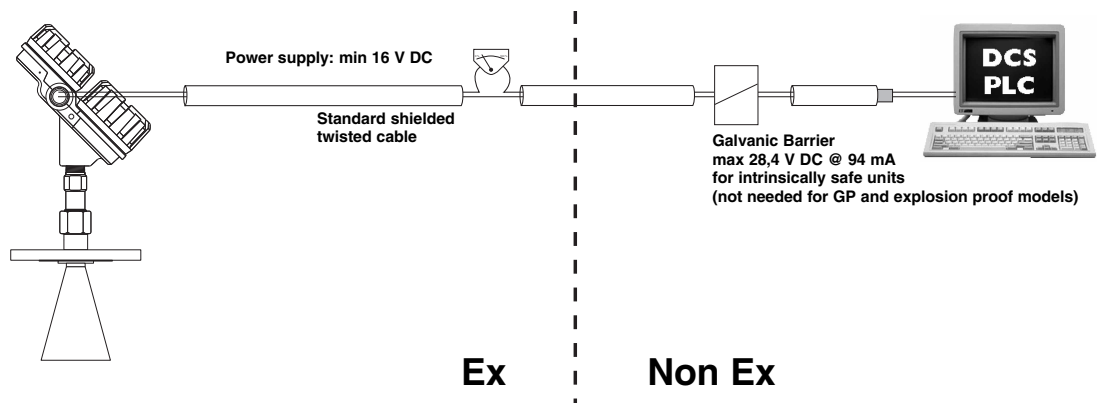 Power supply: min 16 V DC
Standard shielded
twisted cable
DCS
PLC
Galvanic Barrier
max 28,4 V DC @ 94 mA
for intrinsically safe units
(not needed for GP and explosion proof models)
Ex
Non Ex